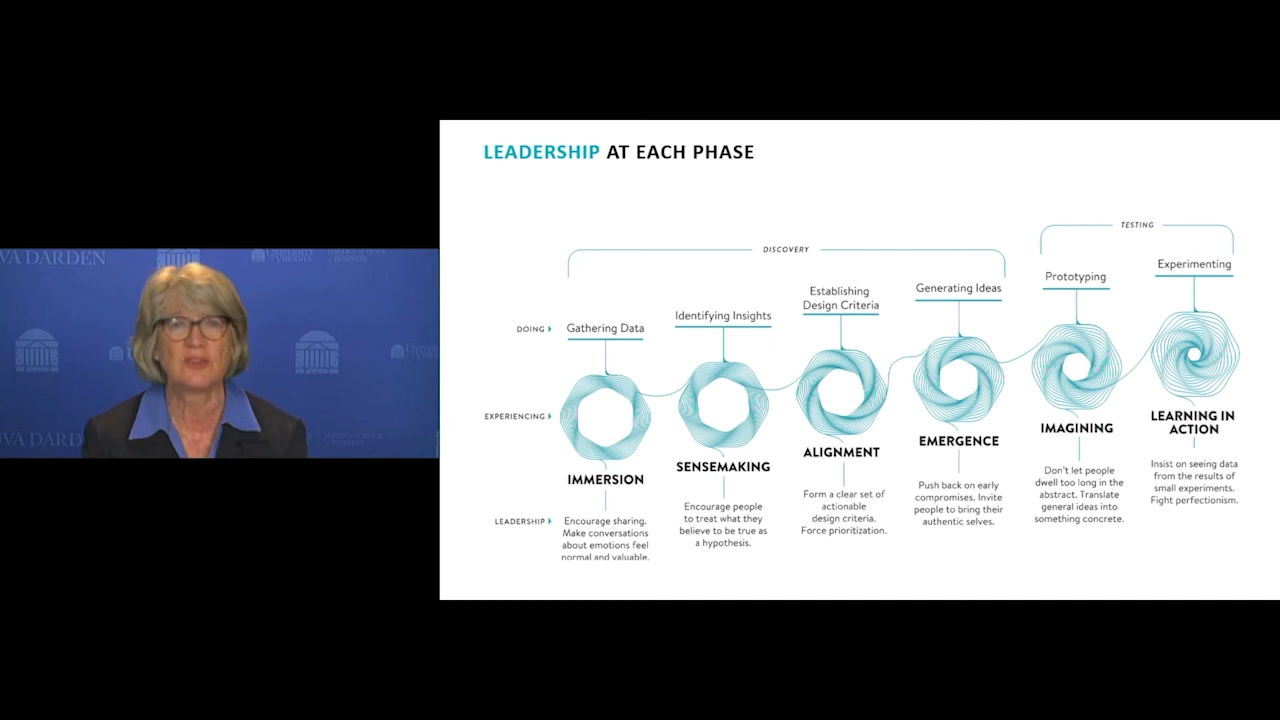 VA DARDEN
UNIVERSITY
VIRGINIA
UVA DARD
LEADERSHIP AT EACH PHASE
DISCOVERY
TESTING
DOING
Gathering Data
Identifying Insights
Establishing
Design Criteria
Generating Ideas
Prototyping
Experimenting
EXPERIENCING
IMMERSION
SENSEMAKING
ALIGNMENT
EMERGENCE
IMAGINING
LEARNING IN
ACTION
LEADERSHIP
Encourage sharing.
Make conversations
about emotions feel
normal and valuable.
Encourage people
to treat what they
believe to be true as
a hypothesis.
Form a clear set of
actionable
design criteria.
Force prioritization.
Push back on early
compromises. Invite
people to bring their
authentic selves.
Don't let people
dwell too long in the
abstract. Translate
general ideas into
something concrete.
Insist on seeing data
from the results of
small experiments.
Fight perfectionism.